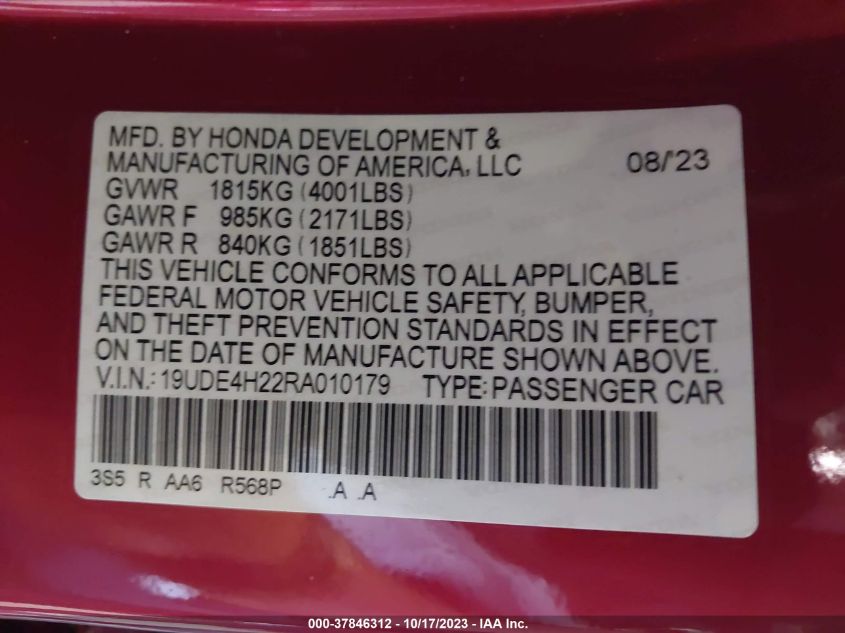 MFD. BY HONDA DEVELOPMENT &
MANUFACTURING OF AMERICA, LLC 08/'23
GVWR 1815KG (4001LBS)
GAWR F 985KG (2171LBS)
GAWR R 840KG (1851LBS)
THIS VEHICLE CONFORMS TO ALL APPLICABLE
FEDERAL MOTOR VEHICLE SAFETY, BUMPER,
AND THEFT PREVENTION STANDARDS IN EFFECT
ON THE DATE OF MANUFACTURE SHOWN ABOVE.
V.I.N.: 19UDE4H22RA010179 TYPE: PASSENGER CAR
3S5 R AA6 R568P .A .A
000-37846312 - 10/17/2023 - IAA Inc.